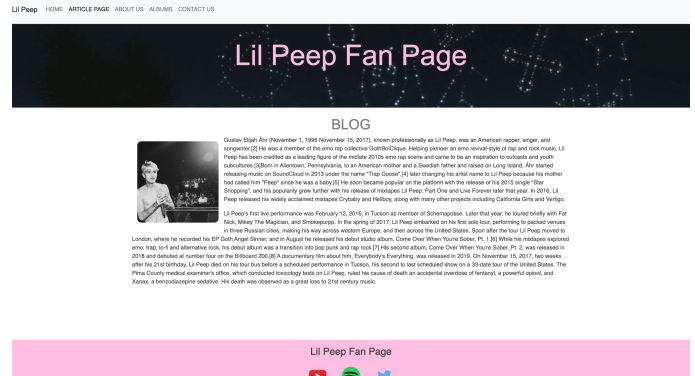 Lil Peep HOME ARTICLE PAGE ABOUT US ALBUMS CONTACT US
Lil Peep Fan Page
BLOG
Gustav Elijah Åhr (November 1, 1996 November 15, 2017), known professionally as Lil Peep, was an American rapper, singer, and
songwriter.[2] He was a member of the emo rap collective GothBoiClique. Helping pioneer an emo revival-style of rap and rock music, Lil
Peep has been credited as a leading figure of the midlate 2010s emo rap scene and came to be an inspiration to outcasts and youth
subcultures.[3]Born in Allentown, Pennsylvania, to an American mother and a Swedish father and raised on Long Island, Åhr started
releasing music on SoundCloud in 2013 under the name "Trap Goose",[4] later changing his artist name to Lil Peep because his mother
had called him "Peep" since he was a baby.[5] He soon became popular on the platform with the release of his 2015 single "Star
Shopping", and his popularity grew further with his release of mixtapes Lil Peep; Part One and Live Forever later that year. In 2016, Lil
Peep released his widely acclaimed mixtapes Crybaby and Hellboy, along with many other projects including California Girls and Vertigo.
Lil Peep's first live performance was February 12, 2016, in Tucson as member of Schemaposse. Later that year, he toured briefly with Fat
Nick, Mikey The Magician, and Smokepurpp. In the spring of 2017, Lil Peep embarked on his first solo tour, performing to packed venues
in three Russian cities, making his way across western Europe, and then across the United States. Soon after the tour Lil Peep moved to
London, where he recorded his EP Goth Angel Sinner, and in August he released his debut studio album, Come Over When You're Sober, Pt. 1.[6] While his mixtapes explored
emo, trap, lo-fi and alternative rock, his debut album was a transition into pop punk and rap rock.[7] His second album, Come Over When You're Sober, Pt. 2, was released in
2018 and debuted at number four on the Billboard 200.[8] A documentary film about him, Everybody's Everything, was released in 2019. On November 15, 2017, two weeks
after his 21st birthday, Lil Peep died on his tour bus before a scheduled performance in Tucson, his second to last scheduled show on a 33-date tour of the United States. The
Pima County medical examiner's office, which conducted toxicology tests on Lil Peep, ruled his cause of death an accidental overdose of fentanyl, a powerful opioid, and
Xanax, a benzodiazepine sedative. His death was observed as a great loss to 21st century music.
Lil Peep Fan Page